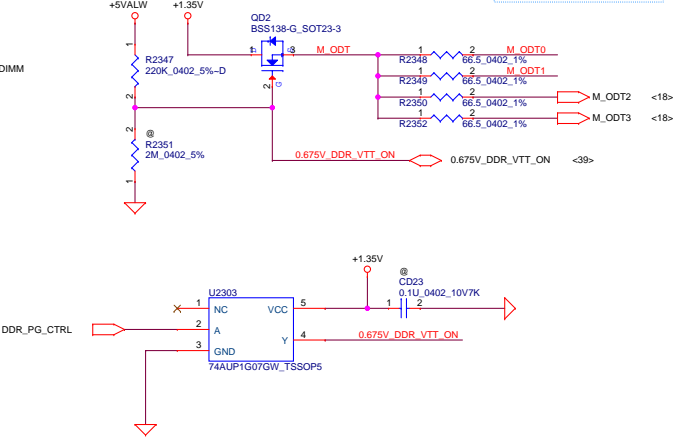 +5VALW +1.35V
QD2
BSS138-G_SOT23-3
1 3 M_ODT
G
2
1
R2347
220K_0402_5%~D
2
DIMM
1 2 M_ODT0
R2348 66.5_0402_1%
1 2 M_ODT1
R2349 66.5_0402_1%
1 2 M_ODT2 <18>
R2350 66.5_0402_1%
1 2 M_ODT3 <18>
R2352 66.5_0402_1%
2
@
R2351
2M_0402_5%
1
0.675V_DDR_VTT_ON 0.675V_DDR_VTT_ON <39>
+1.35V
@
CD23
0.1U_0402_10V7K
1 2
U2303
1 NC VCC 5
DDR_PG_CTRL 2 A
3 GND Y 4 0.675V_DDR_VTT_ON
74AUP1G07GW_TSSOP5